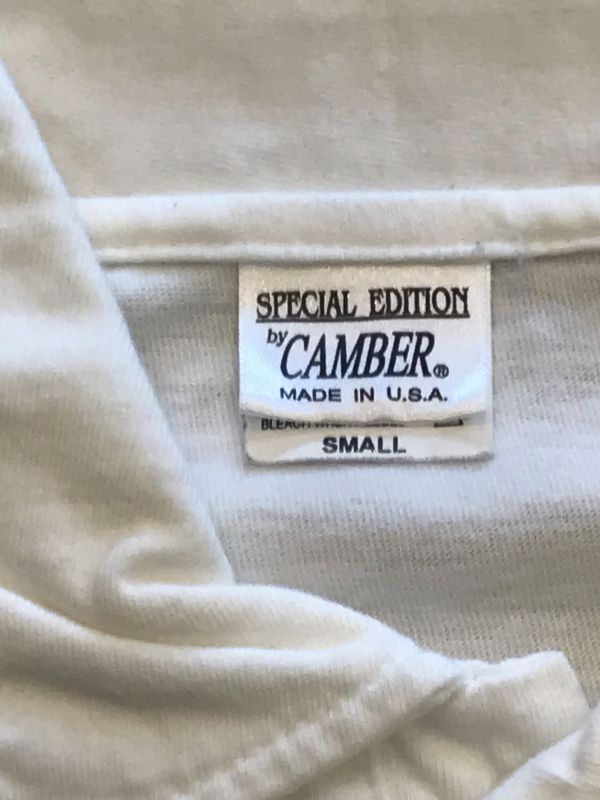 SPECIAL EDITION
by CAMBER®
MADE IN U.S.A.
SMALL